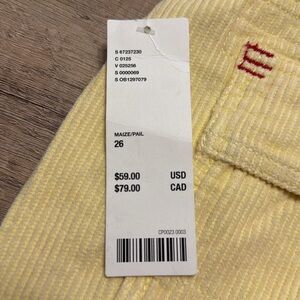 S 67237230
C 0125
V 025256
S 0000069
S OB1297079
MAIZE/PAIL
26
$59.00 USD
$79.00 CAD
CP0023.0003